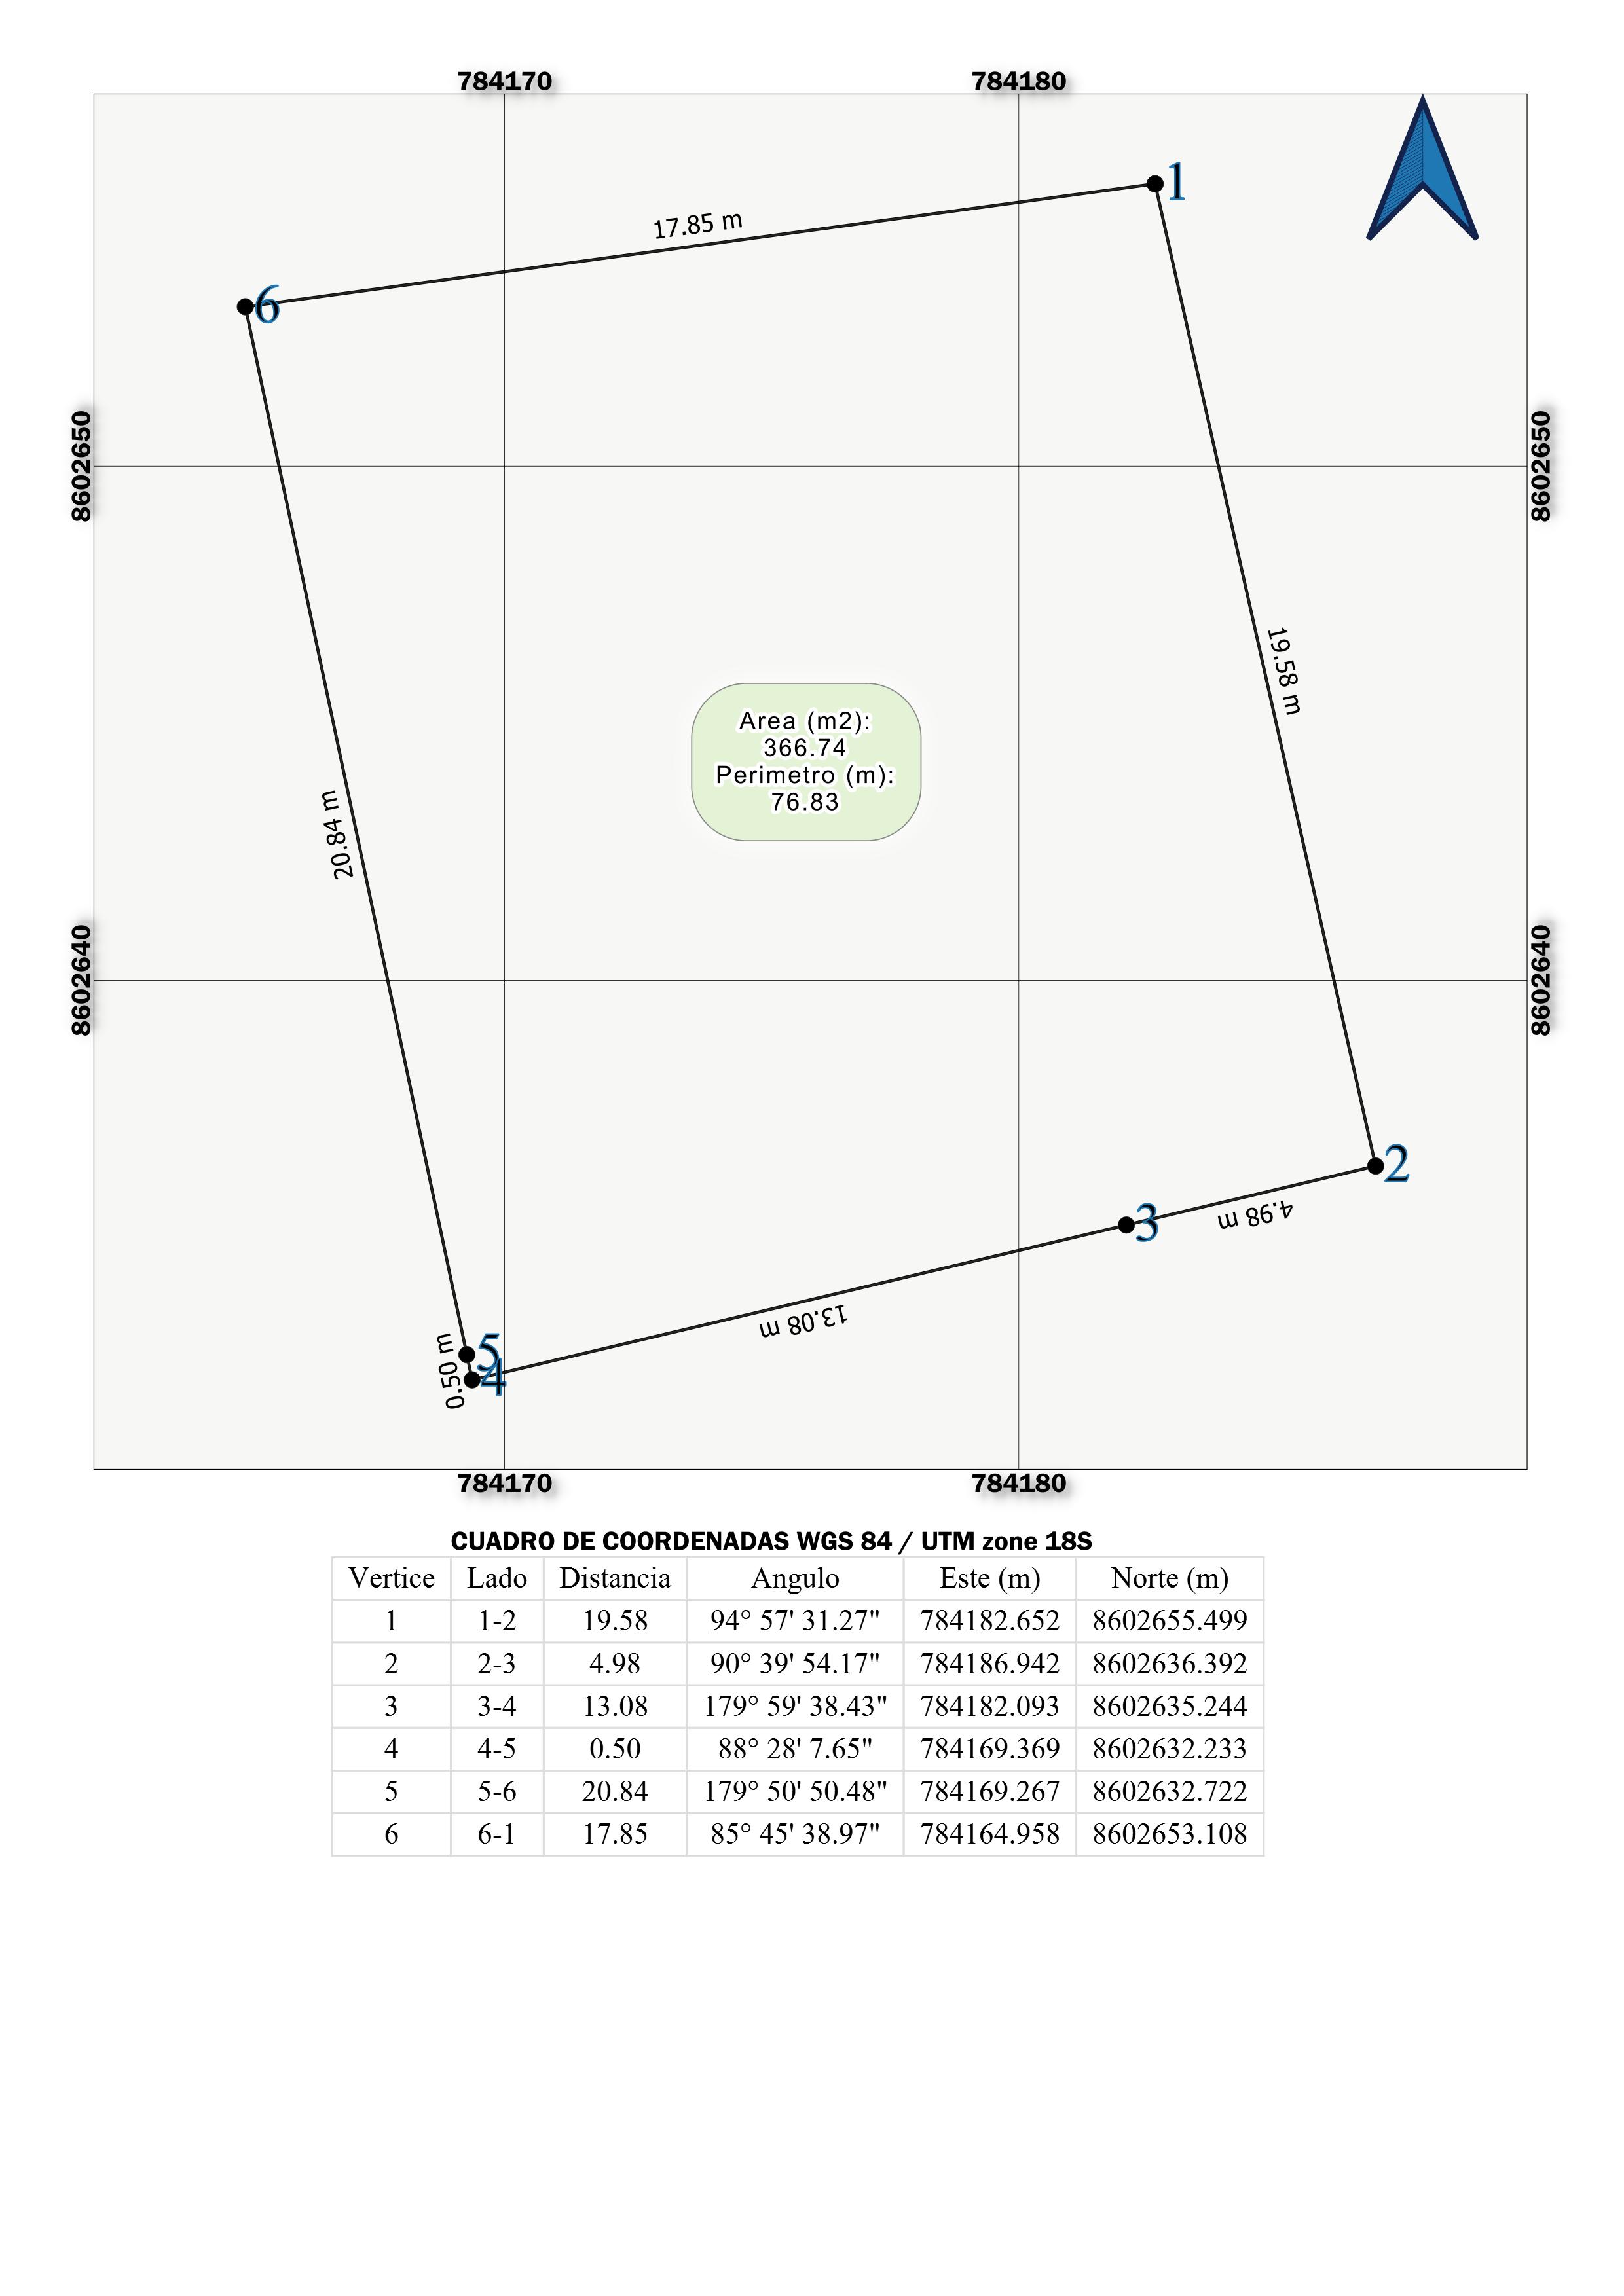 784170 784180
1
17.85 m
6
8602650 8602650
19.58 m
Area (m2):
366.74
Perimetro (m):
76.83
20.84 m
8602640 8602640
2
4.98 m
3
13.08 m
5
0.50 m
4
784170 784180
CUADRO DE COORDENADAS WGS 84 / UTM zone 18S
Vertice Lado Distancia Angulo Este (m) Norte (m)
1 1-2 19.58 94° 57' 31.27" 784182.652 8602655.499
2 2-3 4.98 90° 39' 54.17" 784186.942 8602636.392
3 3-4 13.08 179° 59' 38.43" 784182.093 8602635.244
4 4-5 0.50 88° 28' 7.65" 784169.369 8602632.233
5 5-6 20.84 179° 50' 50.48" 784169.267 8602632.722
6 6-1 17.85 85° 45' 38.97" 784164.958 8602653.108